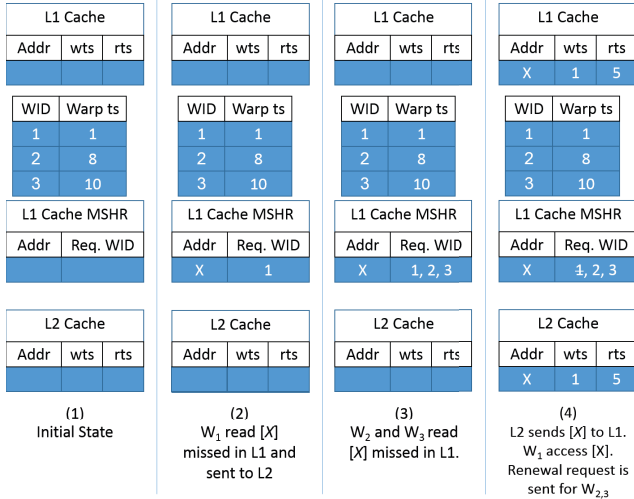 L1 Cache
Addr wts rts
WID Warp ts
1 1
2 8
3 10
L1 Cache MSHR
Addr Req. WID
L2 Cache
Addr wts rts
(1)
Initial State
L1 Cache
Addr wts rts
WID Warp ts
1 1
2 8
3 10
L1 Cache MSHR
Addr Req. WID
X 1
L2 Cache
Addr wts rts
(2)
W1 read [X]
missed in L1 and
sent to L2
L1 Cache
Addr wts rts
WID Warp ts
1 1
2 8
3 10
L1 Cache MSHR
Addr Req. WID
X 1, 2, 3
L2 Cache
Addr wts rts
(3)
W2 and W3 read
[X] missed in L1.
L1 Cache
Addr wts rts
X 1 5
WID Warp ts
1 1
2 8
3 10
L1 Cache MSHR
Addr Req. WID
X 1, 2, 3
L2 Cache
Addr wts rts
X 1 5
(4)
L2 sends [X] to L1.
W1 access [X].
Renewal request is
sent for W2,3